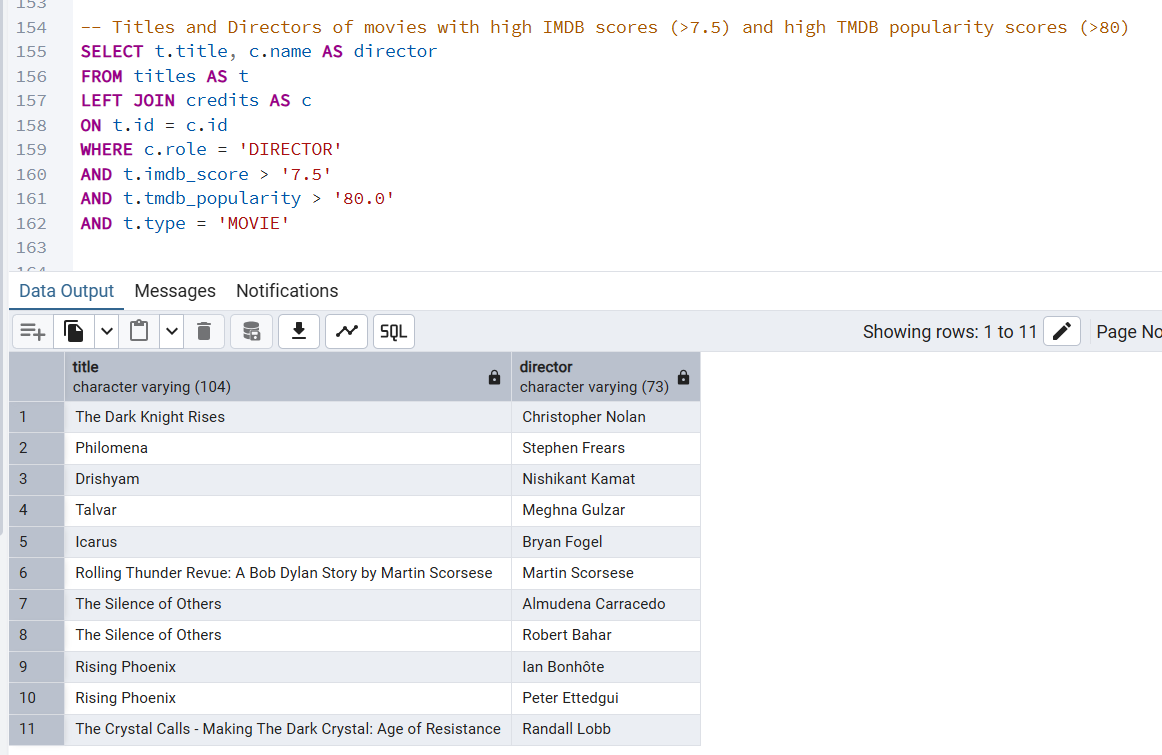 153
154 -- Titles and Directors of movies with high IMDB scores (>7.5) and high TMDB popularity scores (>80)
155 SELECT t.title, c.name AS director
156 FROM titles AS t
157 LEFT JOIN credits AS c
158 ON t.id = c.id
159 WHERE c.role = 'DIRECTOR'
160 AND t.imdb_score > '7.5'
161 AND t.tmdb_popularity > '80.0'
162 AND t.type = 'MOVIE'
163
164
Data Output Messages Notifications
SQL Showing rows: 1 to 11 Page No
title director
character varying (104) character varying (73)
1 The Dark Knight Rises Christopher Nolan
2 Philomena Stephen Frears
3 Drishyam Nishikant Kamat
4 Talvar Meghna Gulzar
5 Icarus Bryan Fogel
6 Rolling Thunder Revue: A Bob Dylan Story by Martin Scorsese Martin Scorsese
7 The Silence of Others Almudena Carracedo
8 The Silence of Others Robert Bahar
9 Rising Phoenix Ian Bonhôte
10 Rising Phoenix Peter Ettedgui
11 The Crystal Calls - Making The Dark Crystal: Age of Resistance Randall Lobb